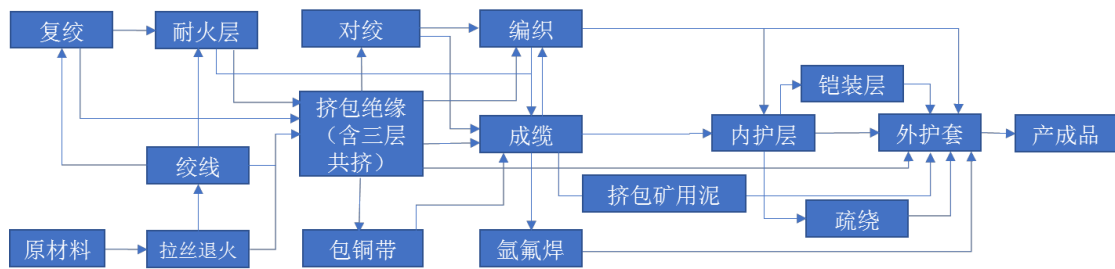 复绞
耐火层
对绞
编织
铠装层
挤包绝缘
（含三层
共挤）
成缆
内护层
外护套
产成品
绞线
挤包矿用泥
疏绕
原材料
拉丝退火
包铜带
氩氟焊